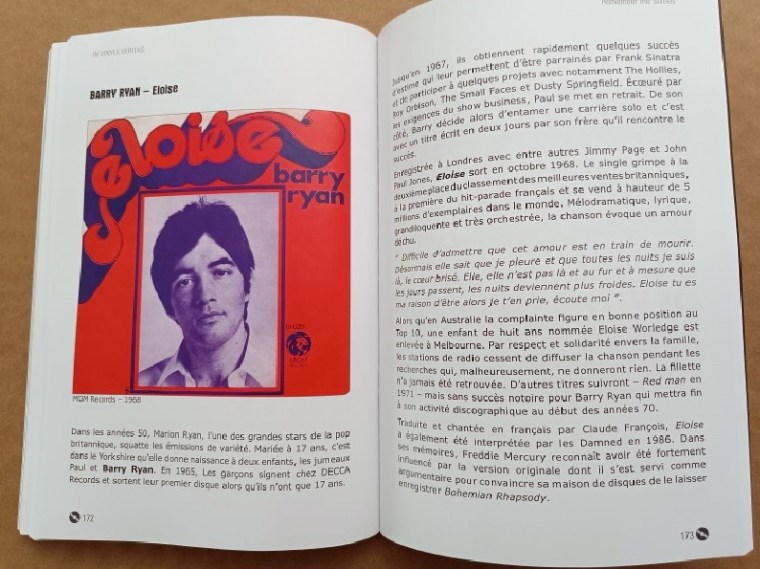 IN VINYLE VERITAS
BARRY RYAN – Eloise
eloise
barry
ryan
MGM
MGM Records – 1968
Dans les années 50, Marion Ryan, l'une des grandes stars de la pop
britannique, squatte les émissions de variété. Mariée à 17 ans, c'est
dans le Yorkshire qu'elle donne naissance à deux enfants, les jumeaux
Paul et Barry Ryan. En 1965, Les garçons signent chez DECCA
Records et sortent leur premier disque alors qu'ils n'ont que 17 ans.
172
Remember the Sixties
Jusqu'en 1967, ils obtiennent rapidement quelques succès
d'estime qui leur permettent d'être parrainés par Frank Sinatra
et de participer à quelques projets avec notamment The Hollies,
Roy Orbison, The Small Faces et Dusty Springfield. Écœuré par
les exigences du show business, Paul se met en retrait. De son
côté, Barry décide alors d'entamer une carrière solo et c'est
avec un titre écrit en deux jours par son frère qu'il rencontre le
succès.
Enregistrée à Londres avec entre autres Jimmy Page et John
Paul Jones, Eloise sort en octobre 1968. Le single grimpe à la
deuxième place du classement des meilleures ventes britanniques,
à la première du hit-parade français et se vend à hauteur de 5
millions d'exemplaires dans le monde. Mélodramatique, lyrique,
grandiloquente et très orchestrée, la chanson évoque un amour
déchu.
" Difficile d'admettre que cet amour est en train de mourir.
Désormais elle sait que je pleure et que toutes les nuits je suis
là, le cœur brisé. Elle, elle n'est pas là et au fur et à mesure que
les jours passent, les nuits deviennent plus froides. Eloise tu es
ma raison d'être alors je t'en prie, écoute moi ".
Alors qu'en Australie la complainte figure en bonne position au
Top 10, une enfant de huit ans nommée Eloise Worledge est
enlevée à Melbourne. Par respect et solidarité envers la famille,
les stations de radio cessent de diffuser la chanson pendant les
recherches qui, malheureusement, ne donneront rien. La fillette
n'a jamais été retrouvée. D'autres titres suivront – Red man en
1971 – mais sans succès notoire pour Barry Ryan qui mettra fin
à son activité discographique au début des années 70.
Traduite et chantée en français par Claude François, Eloise
a également été interprétée par les Damned en 1986. Dans
ses mémoires, Freddie Mercury reconnaît avoir été fortement
influencé par la version originale dont il s'est servi comme
argumentaire pour convaincre sa maison de disques de le laisser
enregistrer Bohemian Rhapsody.
173